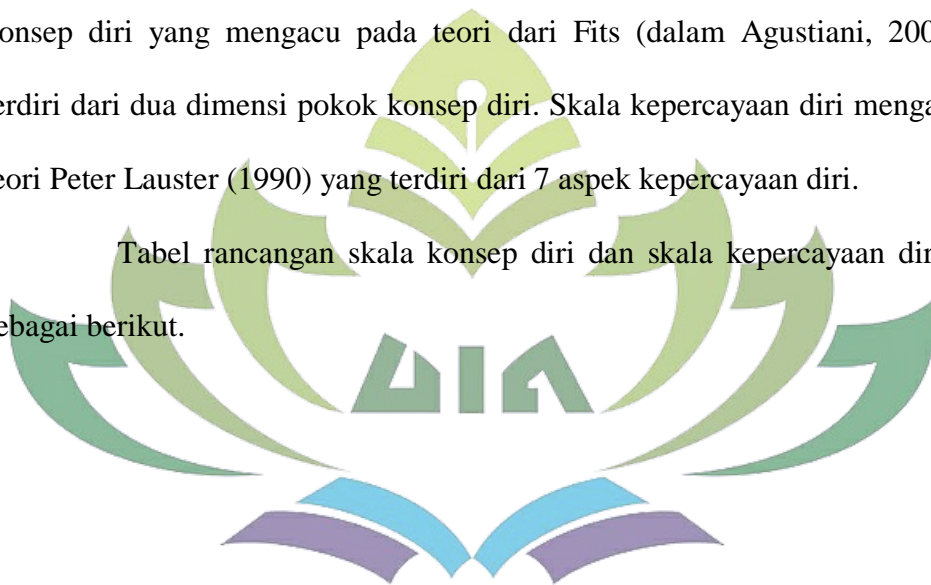 onsep diri yang mengacu pada teori dari Fits (dalam Agustiani, 200
erdiri dari dua dimensi pokok konsep diri. Skala kepercayaan diri menga
eori Peter Lauster (1990) yang terdiri dari 7 aspek kepercayaan diri.
Tabel rancangan skala konsep diri dan skala kepercayaan dir
ebagai berikut.
UIN